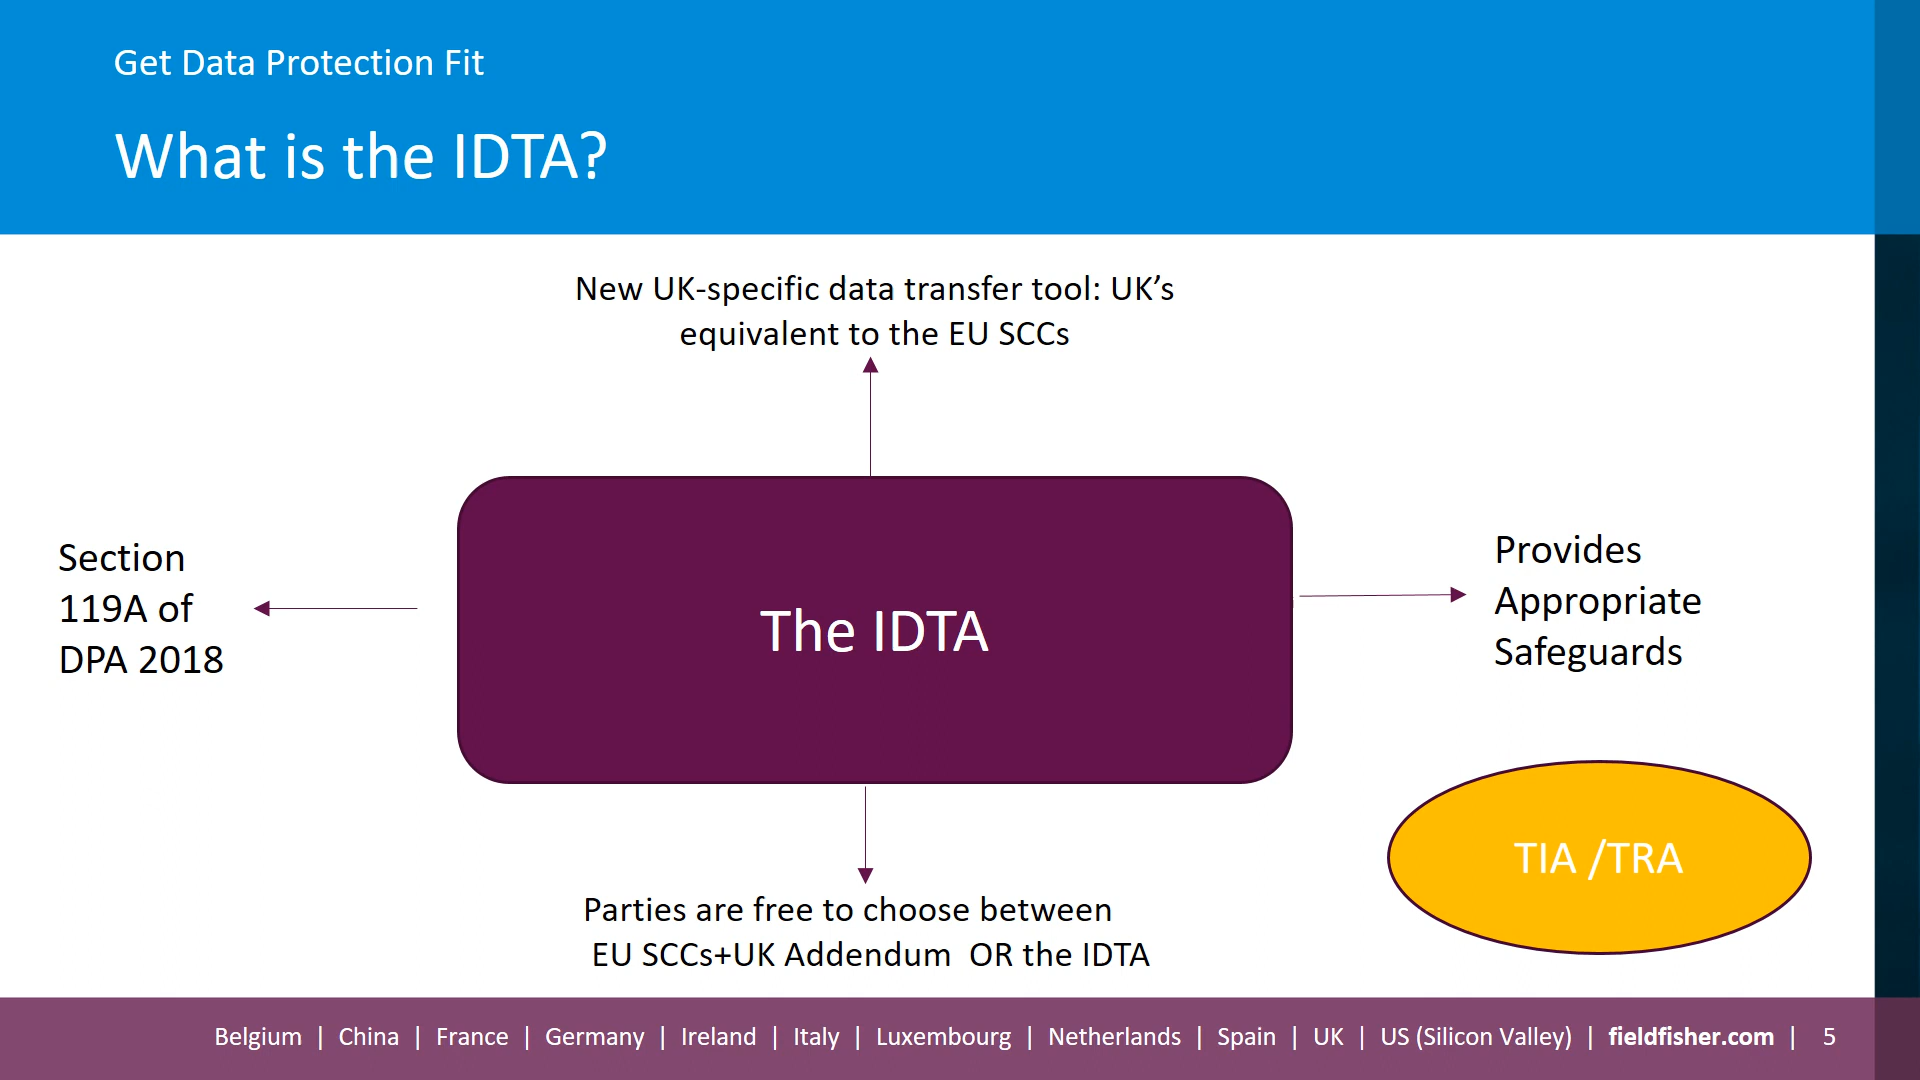 Get Data Protection Fit
What is the IDTA?
New UK-specific data transfer tool: UK’s
equivalent to the EU SCCs
Section
119A of
DPA 2018
The IDTA
Provides
Appropriate
Safeguards
TIA /TRA
Parties are free to choose between
EU SCCs+UK Addendum  OR the IDTA
Belgium | China | France | Germany | Ireland | Italy | Luxembourg | Netherlands | Spain | UK | US (Silicon Valley) | fieldfisher.com | 5